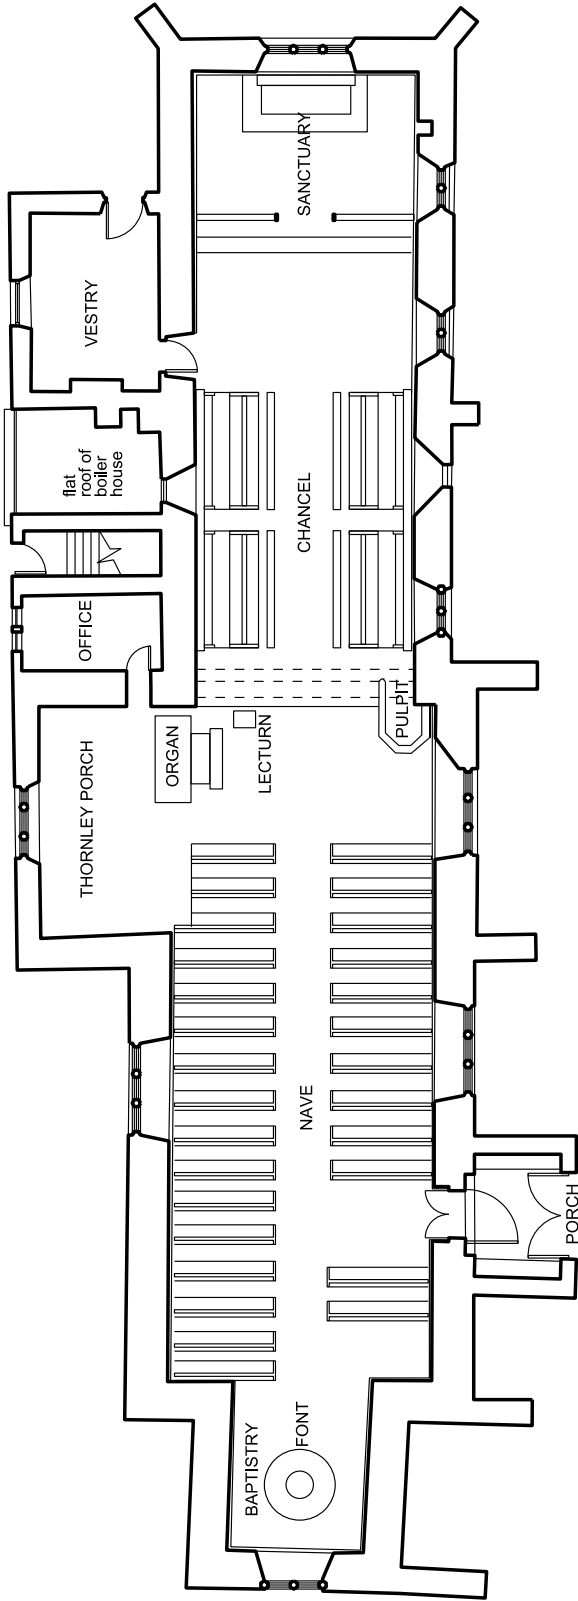 SANCTUARY
VESTRY
flat
roof of
boiler
house
CHANCEL
OFFICE
PULPIT
ORGAN
LECTURN
THORNLEY PORCH
NAVE
PORCH
BAPTISTRY
FONT